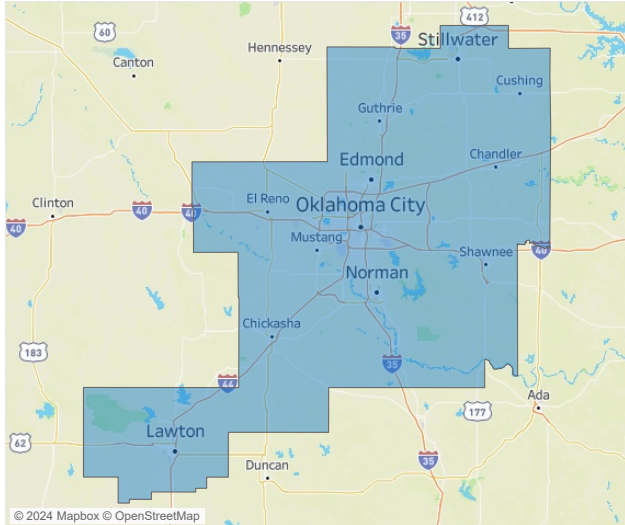 412
35
Stillwater
60
Hennessey
Canton
Cushing
Guthrie
Edmond
Chandler
Clinton
El Reno
Oklahoma City
40
40
40
Mustang
40
Shawnee
Norman
Chickasha
183
35
44
Ada
177
Lawton
62
35
Duncan
© 2024 Mapbox © OpenStreetMap